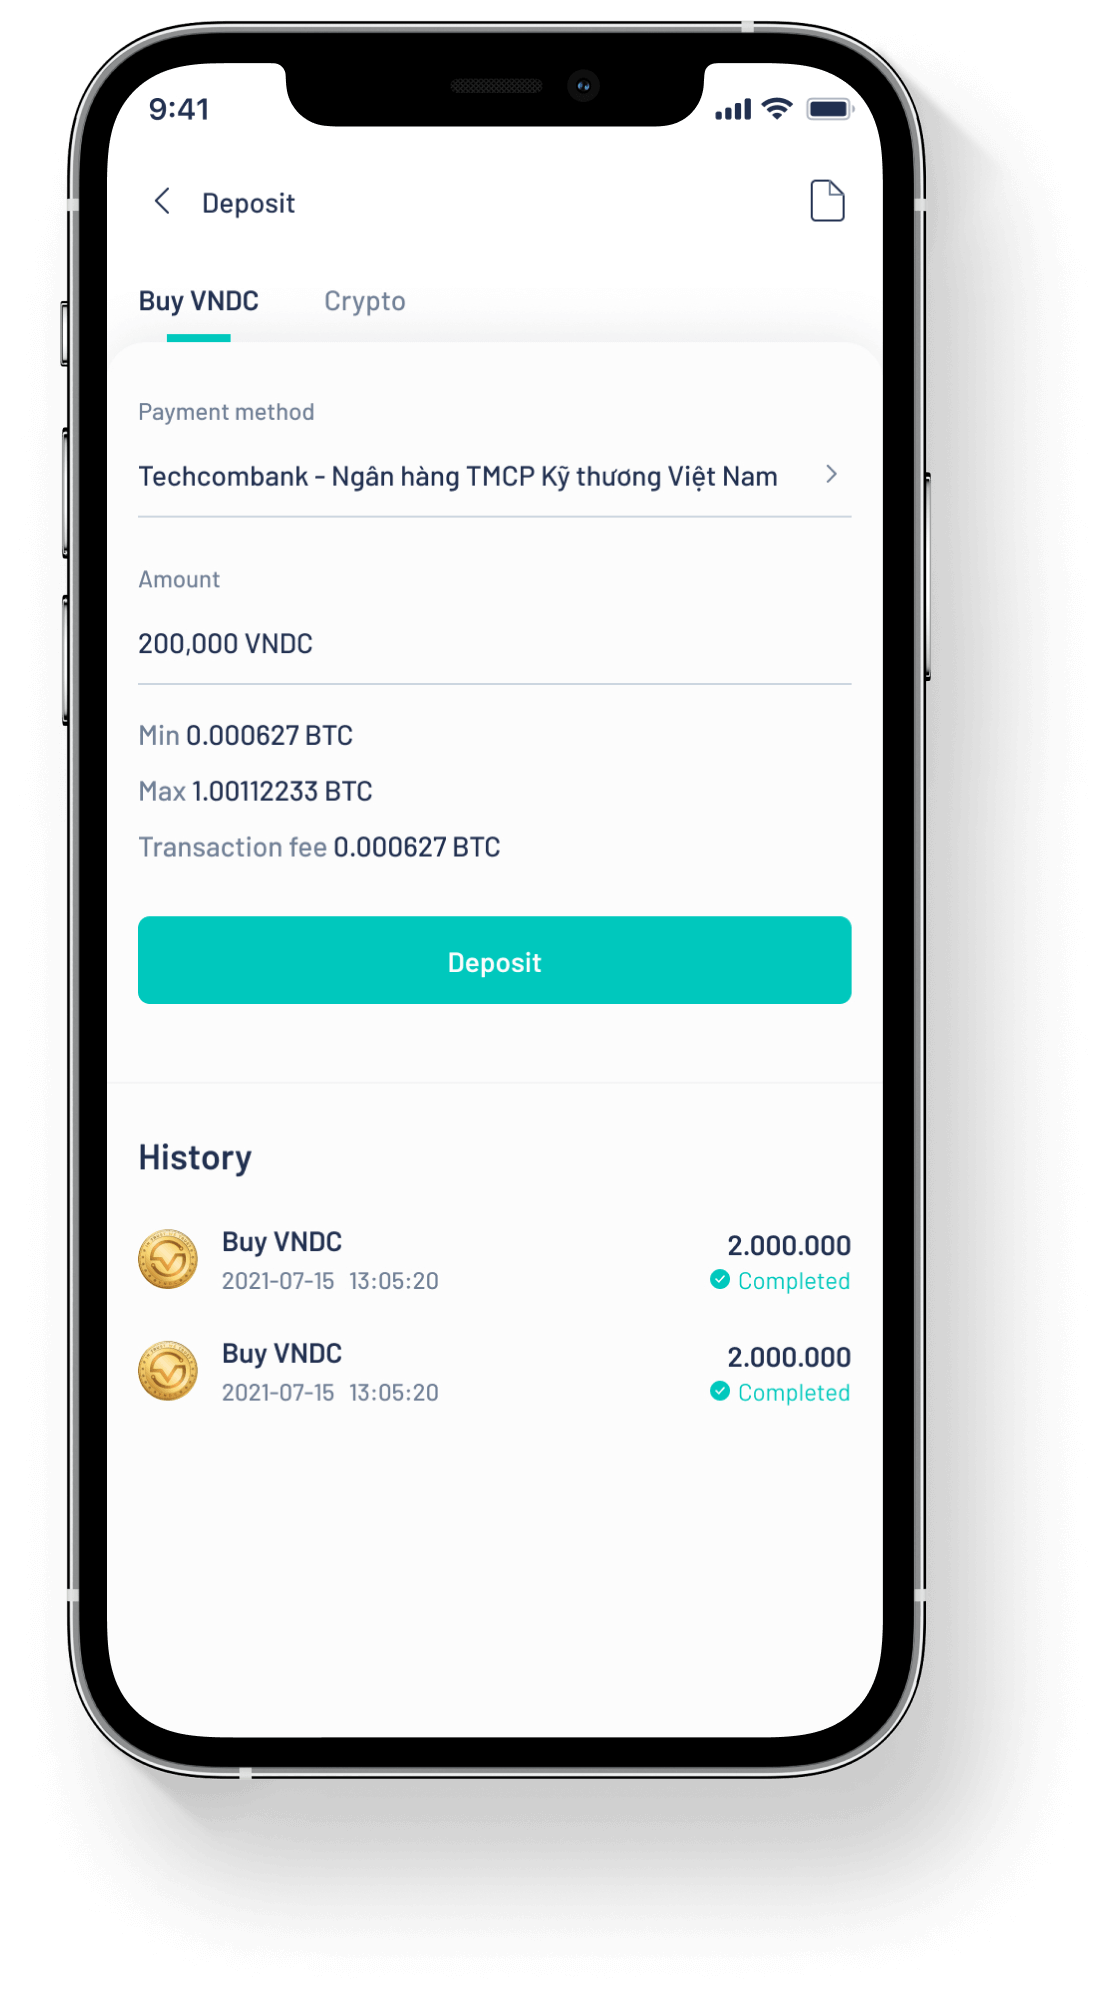 9:41
Deposit
Buy VNDC Crypto
Payment method
Techcombank - Ngân hàng TMCP Kỹ thương Việt Nam
Amount
200,000 VNDC
Min 0.000627 BTC
Max 1.00112233 BTC
Transaction fee 0.000627 BTC
Deposit
History
Buy VNDC 2.000.000
2021-07-15 13:05:20 Completed
Buy VNDC 2.000.000
2021-07-15 13:05:20 Completed